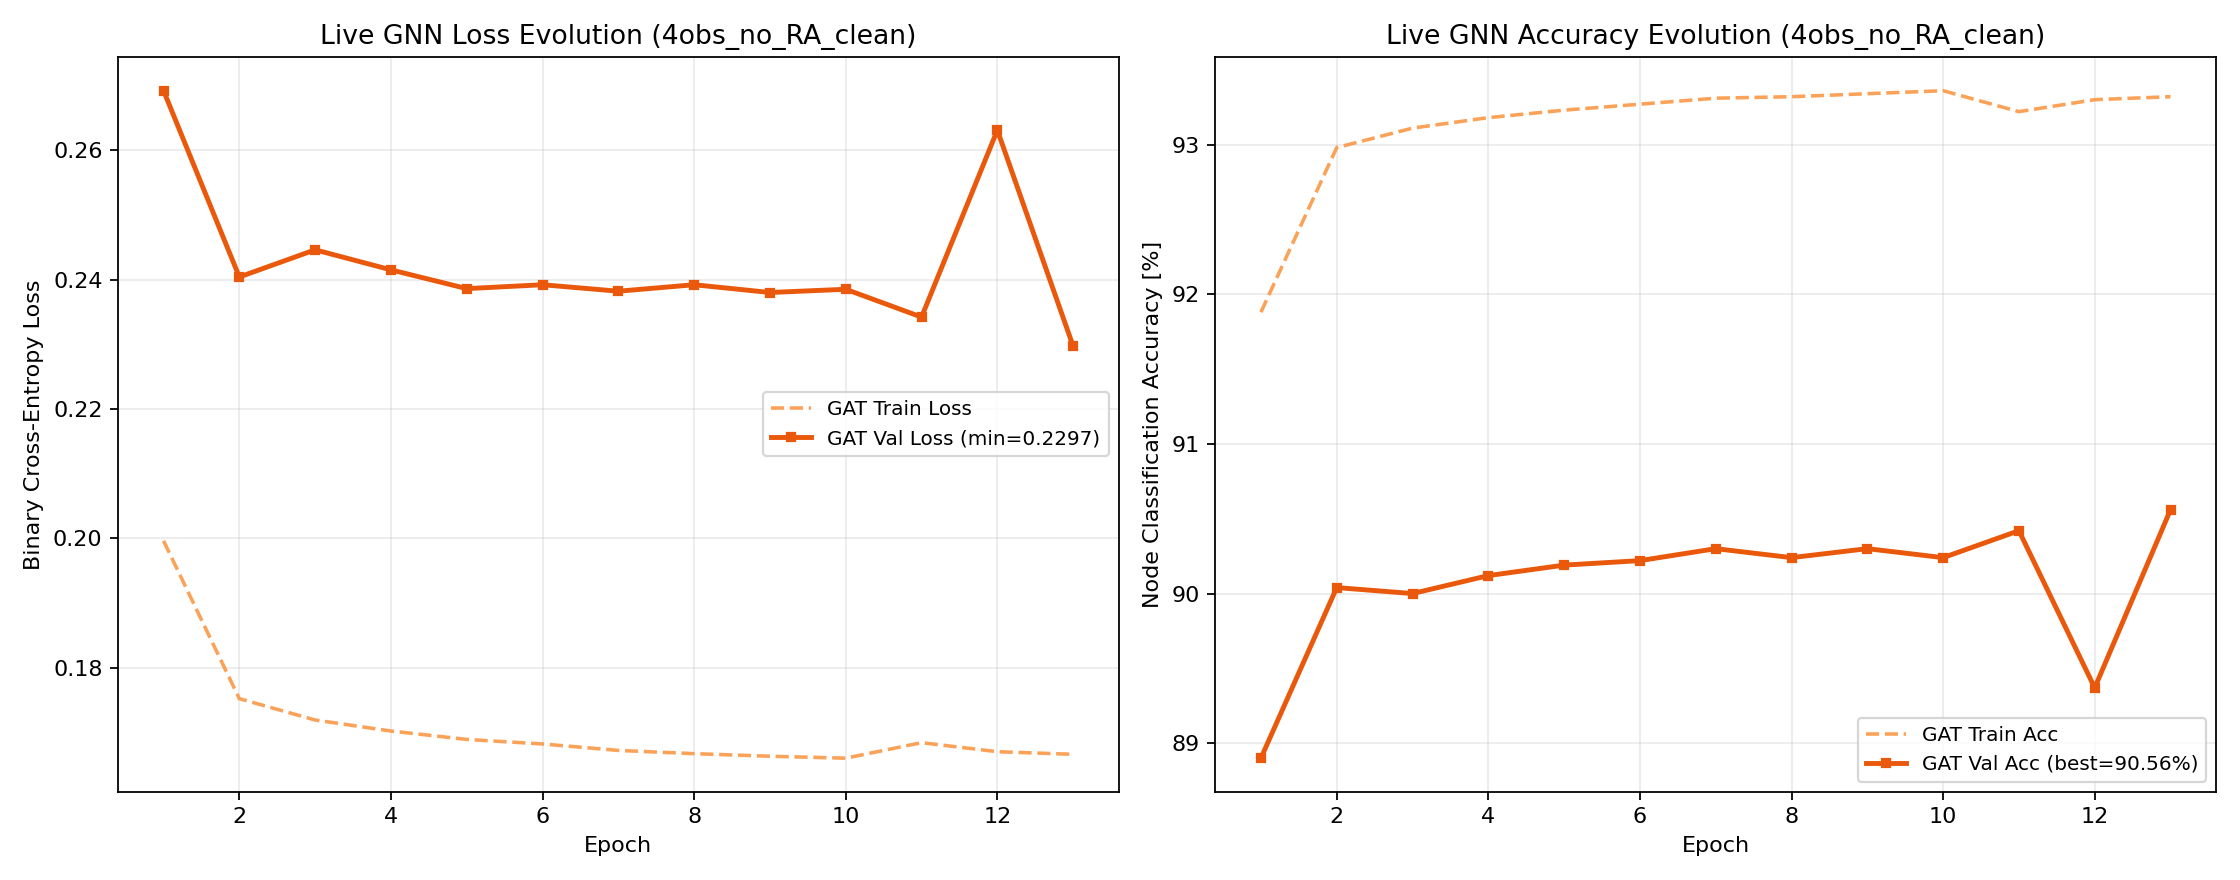 Live GNN Loss Evolution (4obs_no_RA_clean)
Binary Cross-Entropy Loss
0.26
0.24
0.22
0.20
0.18
GAT Train Loss
GAT Val Loss (min=0.2297)
2 4 6 8 10 12
Epoch
Live GNN Accuracy Evolution (4obs_no_RA_clean)
Node Classification Accuracy [%]
93
92
91
90
89
GAT Train Acc
GAT Val Acc (best=90.56%)
2 4 6 8 10 12
Epoch